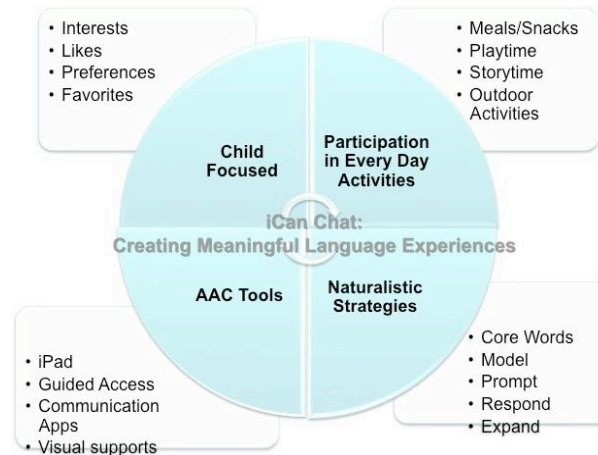 • Interests
• Likes
• Preferences
• Favorites
• Meals/Snacks
• Playtime
• Storytime
• Outdoor
Activities
Child
Focused
Participation
in Every Day
Activities
iCan Chat:
Creating Meaningful Language Experiences
AAC Tools
Naturalistic
Strategies
• iPad
• Guided Access
• Communication
Apps
• Visual supports
• Core Words
• Model
• Prompt
• Respond
• Expand